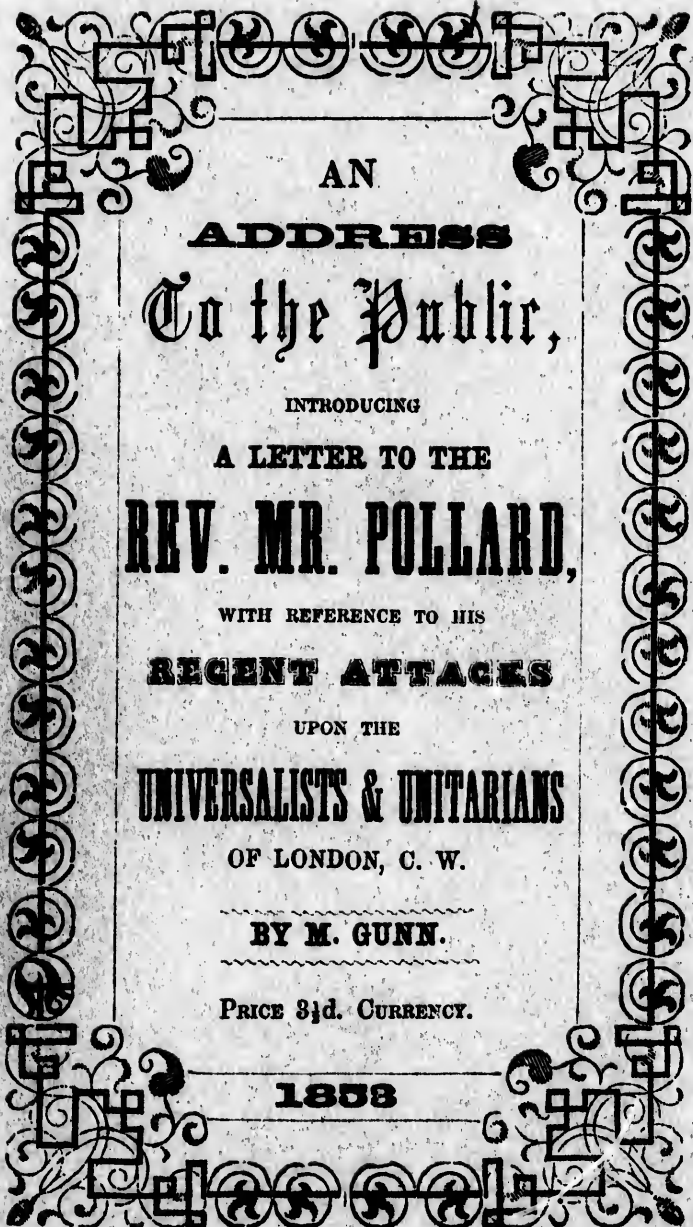 AN
ADDRESS
To the Public,
INTRODUCING
A LETTER TO THE
REV. MR. POLLARD,
WITH REFERENCE TO HIS
RECENT ATTACKS
UPON THE
UNIVERSALISTS & UNITARIANS
OF LONDON, C. W.
BY M. GUNN.
PRICE 3½d. CURRENCY.
1853